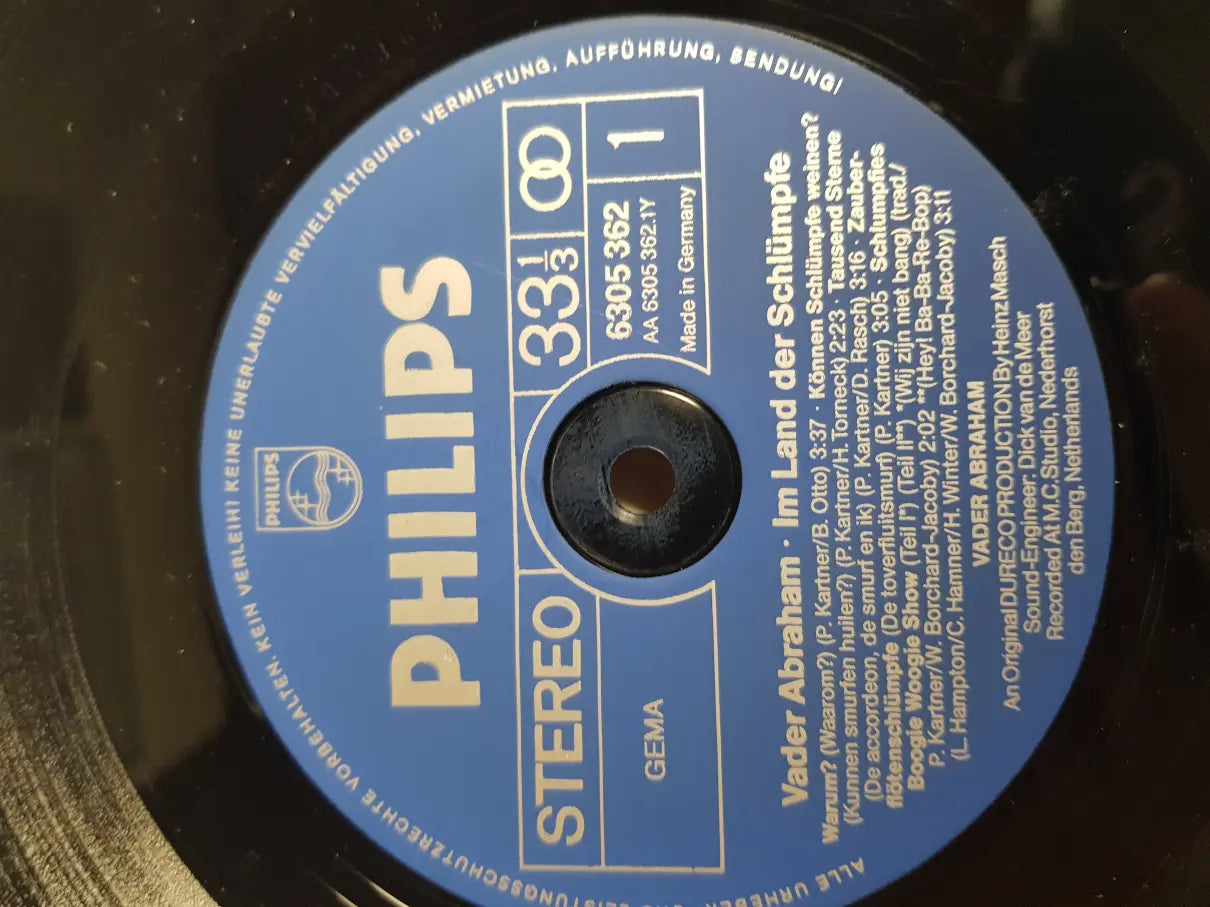 ALLE URHEBER- UND LEISTUNGSSCHUTZRECHTE VORBEHALTEN KEIN VERLEIH! KEINE UNERLAUBTE VERVIELFÄLTIGUNG, VERMIETUNG, AUFFÜHRUNG, SENDUNG!
PHILIPS
PHILIPS
STEREO 33 1/3
GEMA
6305 362 1
AA 6305 362.1Y
Made in Germany
Vader Abraham · Im Land der Schlümpfe
Warum? (Waarom?) (P. Kartner/B. Otto) 3:37 · Können Schlümpfe weinen?
(Kunnen smurfen huilen?) (P. Kartner/H. Torneck) 2:23 · Tausend Sterne
(De accordeon, de smurf en ik) (P. Kartner/D. Rasch) 3:16 · Zauber-
flötenschlümpfe (De toverfluitsmurf) (P. Kartner) 3:05 · Schlumpfies
Boogie Woogie Show (Teil I*) (Teil II**) *(Wij zijn niet bang) (trad./
P. Kartner/W. Borchard-Jacoby) 2:02 **(Hey! Ba-Ba-Re-Bop)
(L. Hampton/C. Hammer/H. Winter/W. Borchard-Jacoby) 3:11
VADER ABRAHAM
An Original DURECO PRODUCTION By Heinz Masch
Sound-Engineer: Dick van de Meer
Recorded At M.C. Studio, Nederhorst
den Berg, Netherlands